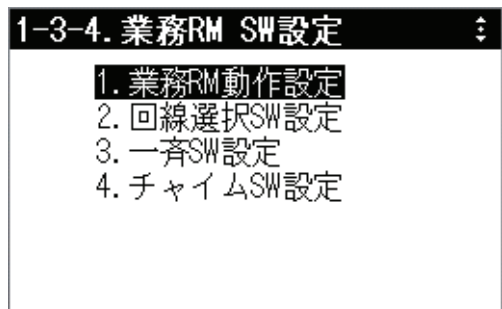 1-3-4.業務RM SW設定
1.業務RM動作設定
2.回線選択SW設定
3.一斉SW設定
4.チャイムSW設定